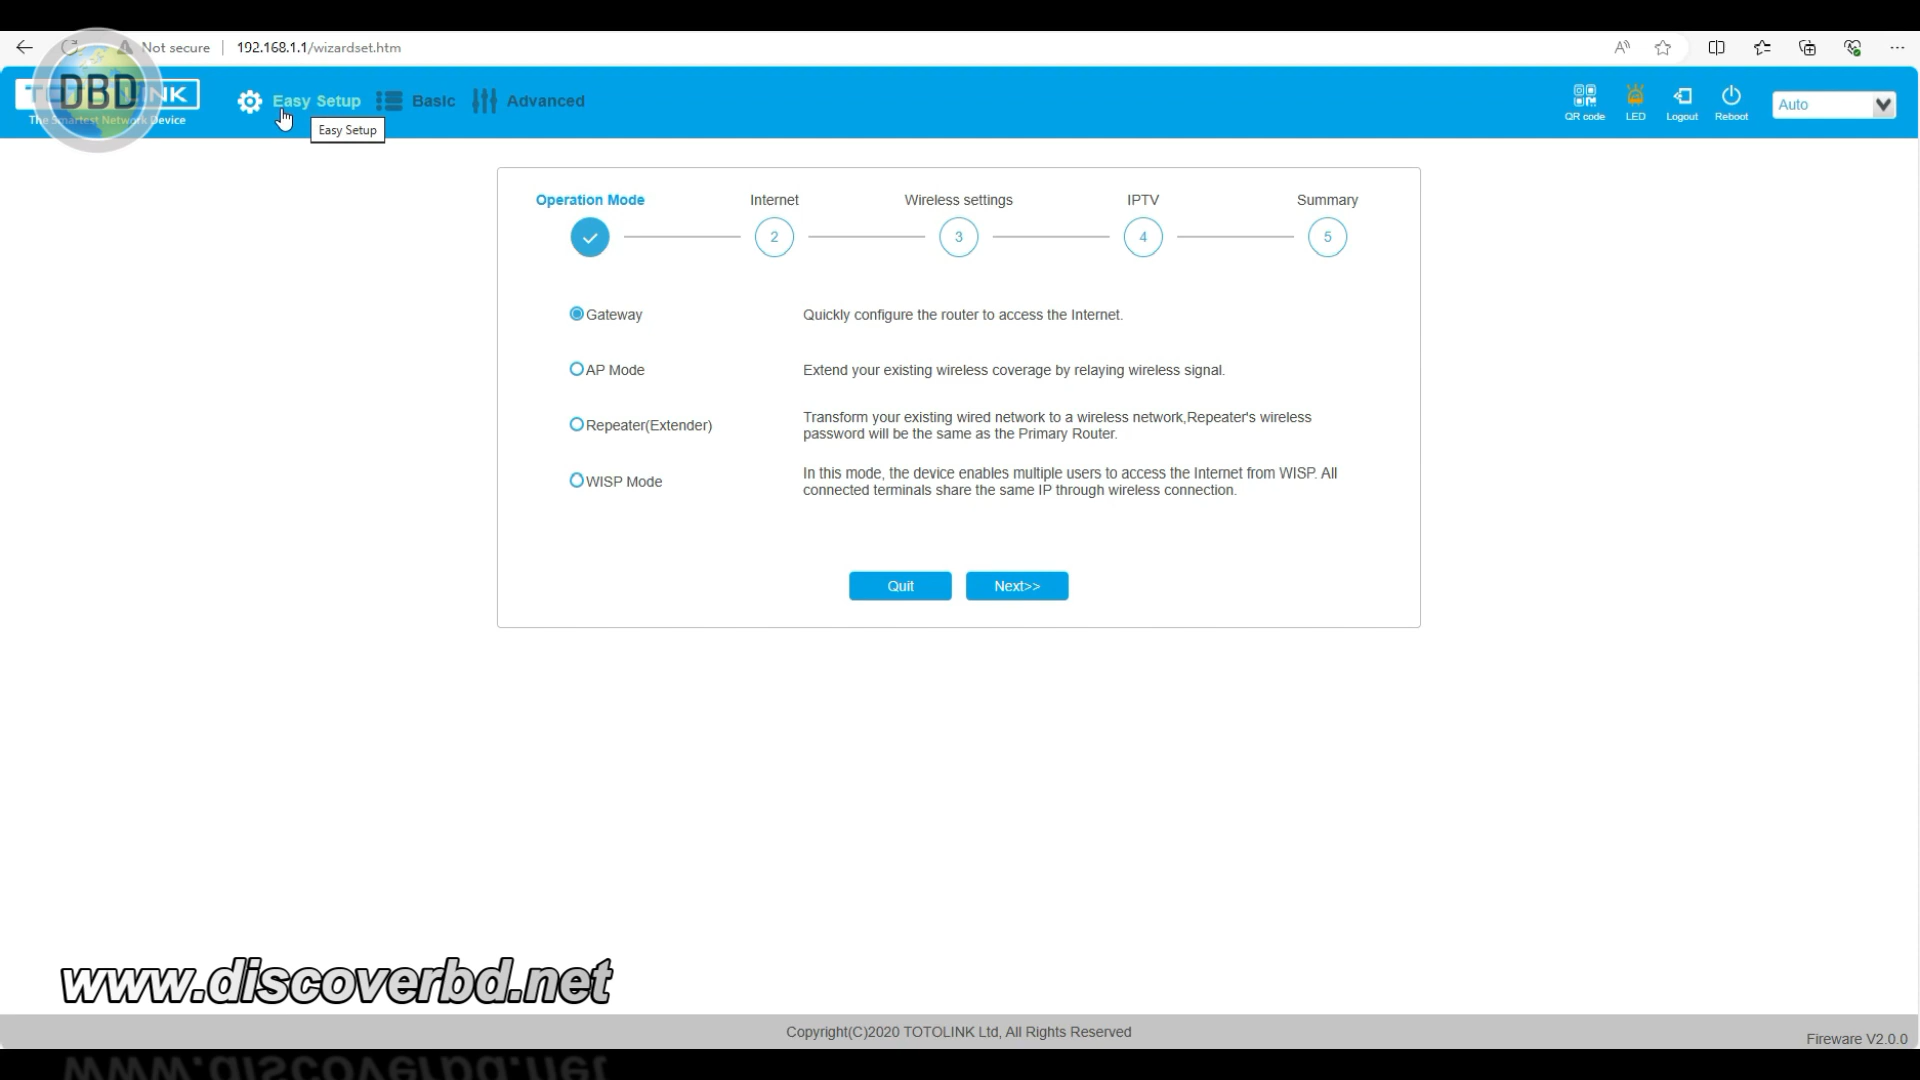 Not secure 192.168.1.1/wizardset.htm
DBD
The Smartest Network Device
Easy Setup Basic Advanced
Easy Setup
QR code LED Logout Reboot
Auto
Operation Mode Internet Wireless settings IPTV Summary
2 3 4 5
Gateway Quickly configure the router to access the Internet.
AP Mode Extend your existing wireless coverage by relaying wireless signal.
Repeater(Extender) Transform your existing wired network to a wireless network,Repeater's wireless
password will be the same as the Primary Router.
WISP Mode In this mode, the device enables multiple users to access the Internet from WISP. All
connected terminals share the same IP through wireless connection.
Quit Next>>
www.discoverbd.net
Copyright(C)2020 TOTOLINK Ltd, All Rights Reserved
Fireware V2.0.0
www.discoverbd.net